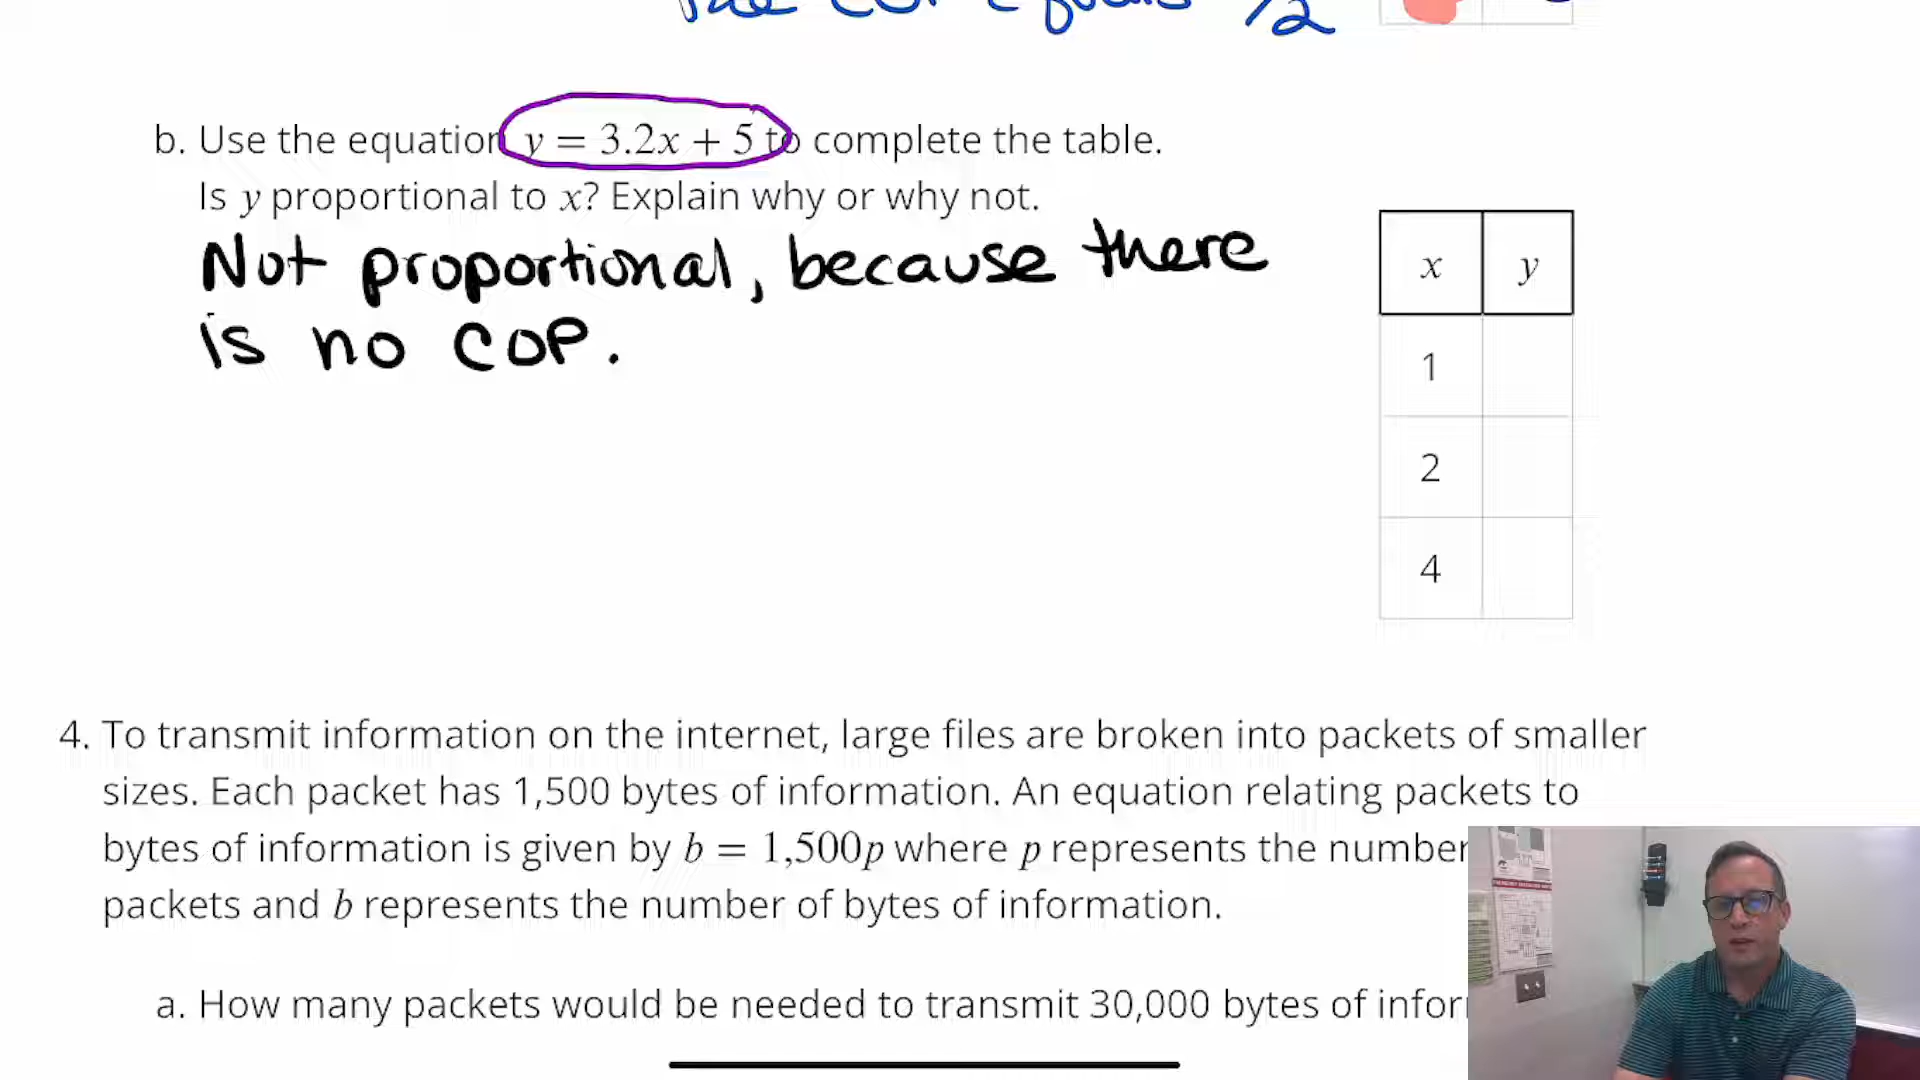 equals 1/2
b. Use the equation y = 3.2x + 5 to complete the table.
Is y proportional to x? Explain why or why not.
Not proportional, because there
is no COP.
x y
1
2
4
4. To transmit information on the internet, large files are broken into packets of smaller
sizes. Each packet has 1,500 bytes of information. An equation relating packets to
bytes of information is given by b = 1,500p where p represents the number
packets and b represents the number of bytes of information.
a. How many packets would be needed to transmit 30,000 bytes of infor